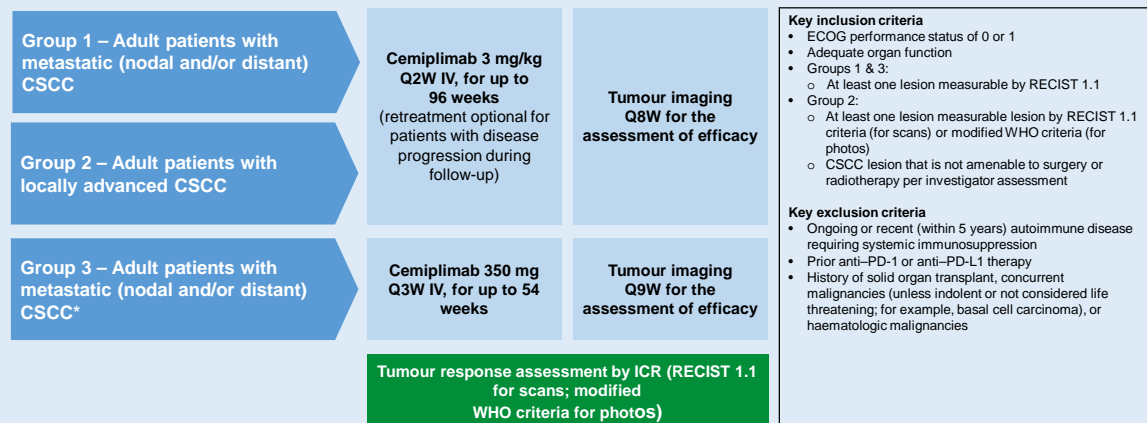 Group 1 – Adult patients with
metastatic (nodal and/or distant)
CSCC
Group 2 – Adult patients with
locally advanced CSCC
Cemiplimab 3 mg/kg
Q2W IV, for up to
96 weeks
(retreatment optional for
patients with disease
progression during
follow-up)
Tumour imaging
Q8W for the
assessment of efficacy
Group 3 – Adult patients with
metastatic (nodal and/or distant)
CSCC*
Cemiplimab 350 mg
Q3W IV, for up to 54
weeks
Tumour imaging
Q9W for the
assessment of efficacy
Tumour response assessment by ICR (RECIST 1.1
for scans; modified
WHO criteria for photos)
Key inclusion criteria
• ECOG performance status of 0 or 1
• Adequate organ function
• Groups 1 & 3:
o At least one lesion measurable by RECIST 1.1
• Group 2:
o At least one lesion measurable lesion by RECIST 1.1
criteria (for scans) or modified WHO criteria (for
photos)
o CSCC lesion that is not amenable to surgery or
radiotherapy per investigator assessment
Key exclusion criteria
• Ongoing or recent (within 5 years) autoimmune disease
requiring systemic immunosuppression
• Prior anti–PD-1 or anti–PD-L1 therapy
• History of solid organ transplant, concurrent
malignancies (unless indolent or not considered life
threatening; for example, basal cell carcinoma), or
haematologic malignancies